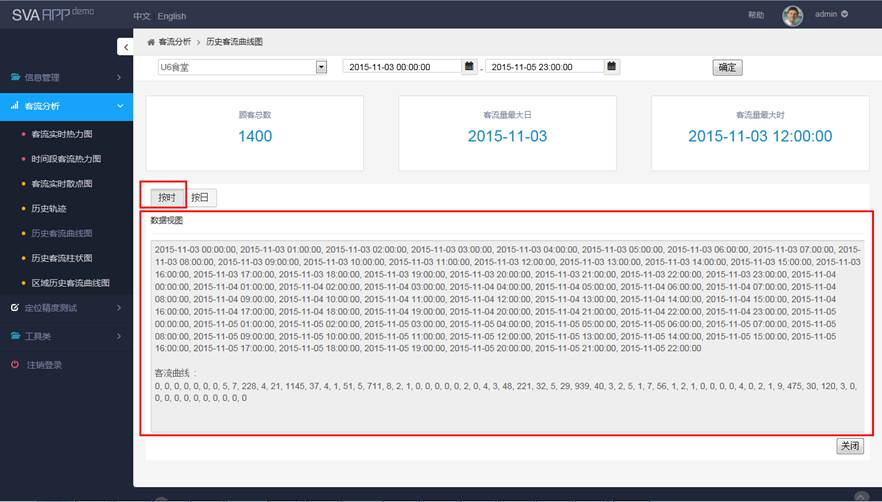 SVA APP demo
中文 English
帮助
admin
信息管理
客流分析
客流实时热力图
时间段客流热力图
客流实时散点图
历史轨迹
历史客流曲线图
历史客流柱状图
区域历史客流曲线图
定位精度测试
工具类
注销登录
客流分析 > 历史客流曲线图
U6食堂
2015-11-03 00:00:00 - 2015-11-05 23:00:00
确定
顾客总数
1400
客流量最大日
2015-11-03
客流量最大时
2015-11-03 12:00:00
按时 按日
数据视图
2015-11-03 00:00:00, 2015-11-03 01:00:00, 2015-11-03 02:00:00, 2015-11-03 03:00:00, 2015-11-03 04:00:00, 2015-11-03 05:00:00, 2015-11-03 06:00:00, 2015-11-03 07:00:00, 2015-
11-03 08:00:00, 2015-11-03 09:00:00, 2015-11-03 10:00:00, 2015-11-03 11:00:00, 2015-11-03 12:00:00, 2015-11-03 13:00:00, 2015-11-03 14:00:00, 2015-11-03 15:00:00, 2015-11-03
16:00:00, 2015-11-03 17:00:00, 2015-11-03 18:00:00, 2015-11-03 19:00:00, 2015-11-03 20:00:00, 2015-11-03 21:00:00, 2015-11-03 22:00:00, 2015-11-03 23:00:00, 2015-11-04
00:00:00, 2015-11-04 01:00:00, 2015-11-04 02:00:00, 2015-11-04 03:00:00, 2015-11-04 04:00:00, 2015-11-04 05:00:00, 2015-11-04 06:00:00, 2015-11-04 07:00:00, 2015-11-04
08:00:00, 2015-11-04 09:00:00, 2015-11-04 10:00:00, 2015-11-04 11:00:00, 2015-11-04 12:00:00, 2015-11-04 13:00:00, 2015-11-04 14:00:00, 2015-11-04 15:00:00, 2015-11-04
16:00:00, 2015-11-04 17:00:00, 2015-11-04 18:00:00, 2015-11-04 19:00:00, 2015-11-04 20:00:00, 2015-11-04 21:00:00, 2015-11-04 22:00:00, 2015-11-04 23:00:00, 2015-11-05
00:00:00, 2015-11-05 01:00:00, 2015-11-05 02:00:00, 2015-11-05 03:00:00, 2015-11-05 04:00:00, 2015-11-05 05:00:00, 2015-11-05 06:00:00, 2015-11-05 07:00:00, 2015-11-05
08:00:00, 2015-11-05 09:00:00, 2015-11-05 10:00:00, 2015-11-05 11:00:00, 2015-11-05 12:00:00, 2015-11-05 13:00:00, 2015-11-05 14:00:00, 2015-11-05 15:00:00, 2015-11-05
16:00:00, 2015-11-05 17:00:00, 2015-11-05 18:00:00, 2015-11-05 19:00:00, 2015-11-05 20:00:00, 2015-11-05 21:00:00, 2015-11-05 22:00:00
客流曲线 :
0, 0, 0, 0, 0, 0, 0, 5, 7, 228, 4, 21, 1145, 37, 4, 1, 51, 5, 711, 8, 2, 1, 0, 0, 0, 0, 0, 2, 0, 4, 3, 48, 221, 32, 5, 29, 939, 40, 3, 2, 5, 1, 7, 56, 1, 2, 1, 0, 0, 0, 0, 4, 0, 2, 1, 9, 475, 30, 120, 3, 0,
0, 0, 0, 0, 0, 0, 0, 0, 0, 0
关闭